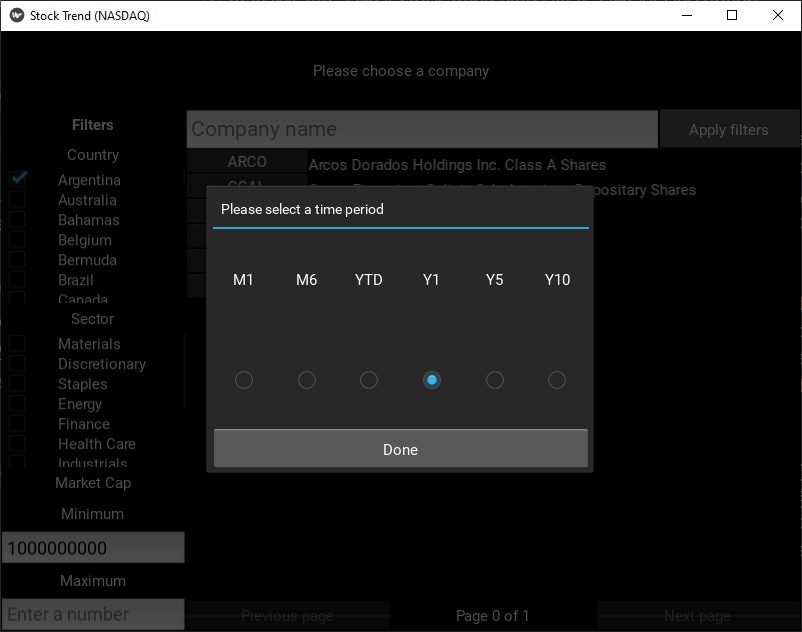 Stock Trend (NASDAQ)
Please choose a company
Filters
Company name
Apply filters
Country
ARCO
Arcos Dorados Holdings Inc. Class A Shares
Argentina
Depositary Shares
Australia
Bahamas
Belgium
Bermuda
Brazil
Canada
Sector
Materials
Discretionary
Staples
Energy
Finance
Health Care
Industrials
Market Cap
Minimum
1000000000
Maximum
Enter a number
Please select a time period
M1 M6 YTD Y1 Y5 Y10
Done
Previous page
Page 0 of 1
Next page